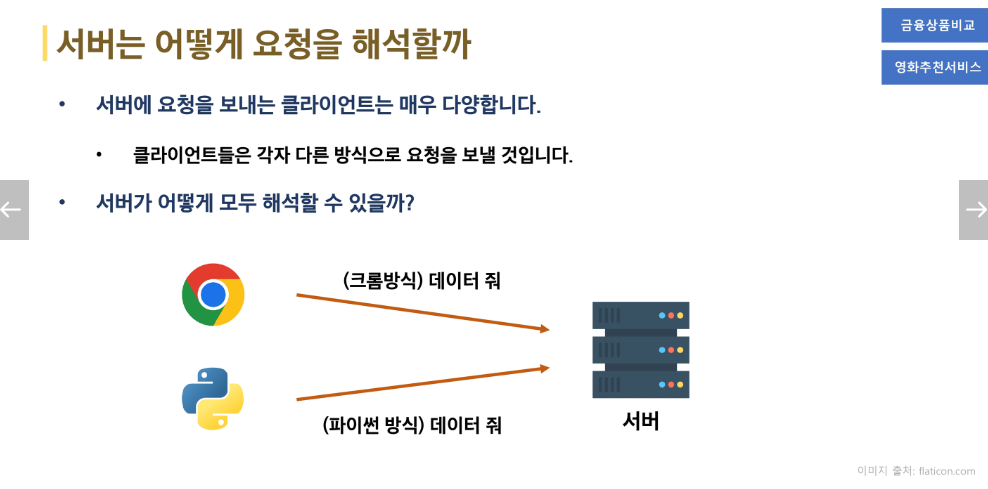 서버는 어떻게 요청을 해석할까
금융상품비교
영화추천서비스
• 서버에 요청을 보내는 클라이언트는 매우 다양합니다.
• 클라이언트들은 각자 다른 방식으로 요청을 보낼 것입니다.
• 서버가 어떻게 모두 해석할 수 있을까?
(크롬방식) 데이터 줘
(파이썬 방식) 데이터 줘
서버
이미지 출처: flaticon.com